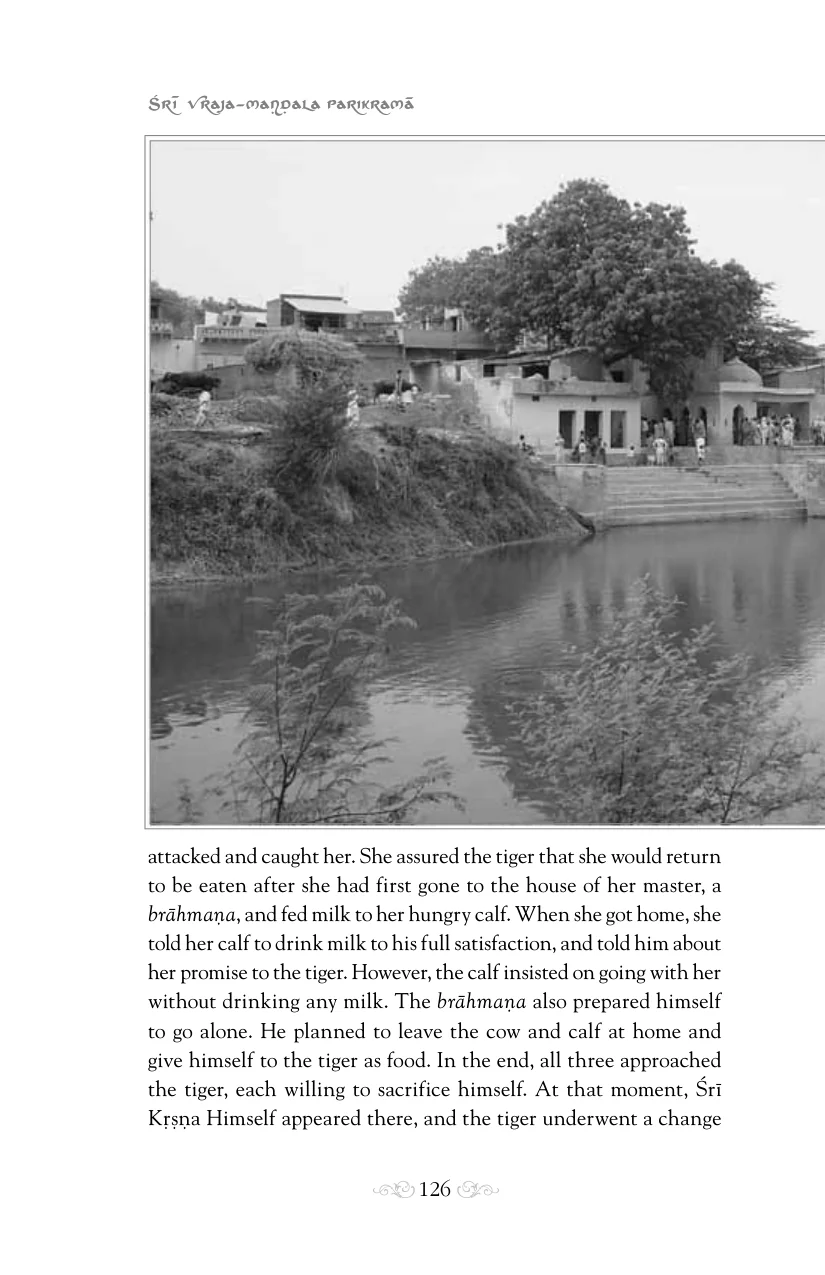 Śrī Vraja-maṇḍala Parikramā
attacked and caught her. She assured the tiger that she would return
to be eaten after she had first gone to the house of her master, a
brāhmaṇa, and fed milk to her hungry calf. When she got home, she
told her calf to drink milk to his full satisfaction, and told him about
her promise to the tiger. However, the calf insisted on going with her
without drinking any milk. The brāhmaṇa also prepared himself
to go alone. He planned to leave the cow and calf at home and
give himself to the tiger as food. In the end, all three approached
the tiger, each willing to sacrifice himself. At that moment, Śrī
Kṛṣṇa Himself appeared there, and the tiger underwent a change
126